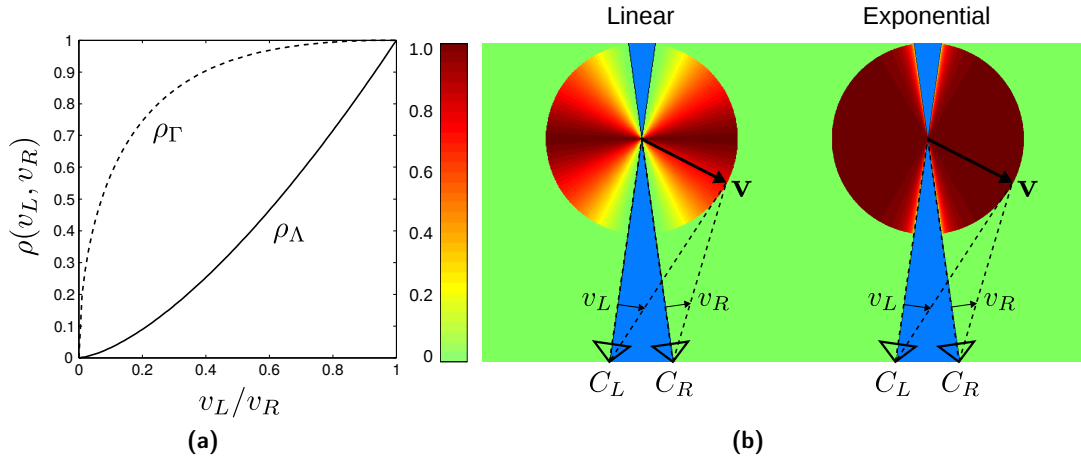 Linear
Exponential
1
0.9
0.8
0.7
0.6
0.5
0.4
0.3
0.2
0.1
0
0
0.2
0.4
0.6
0.8
1
ρ(v_L, v_R)
v_L/v_R
ρ_Γ
ρ_Λ
1.0
0.8
0.6
0.4
0.2
0
v
v_L
v_R
C_L
C_R
v
v_L
v_R
C_L
C_R
(a)
(b)